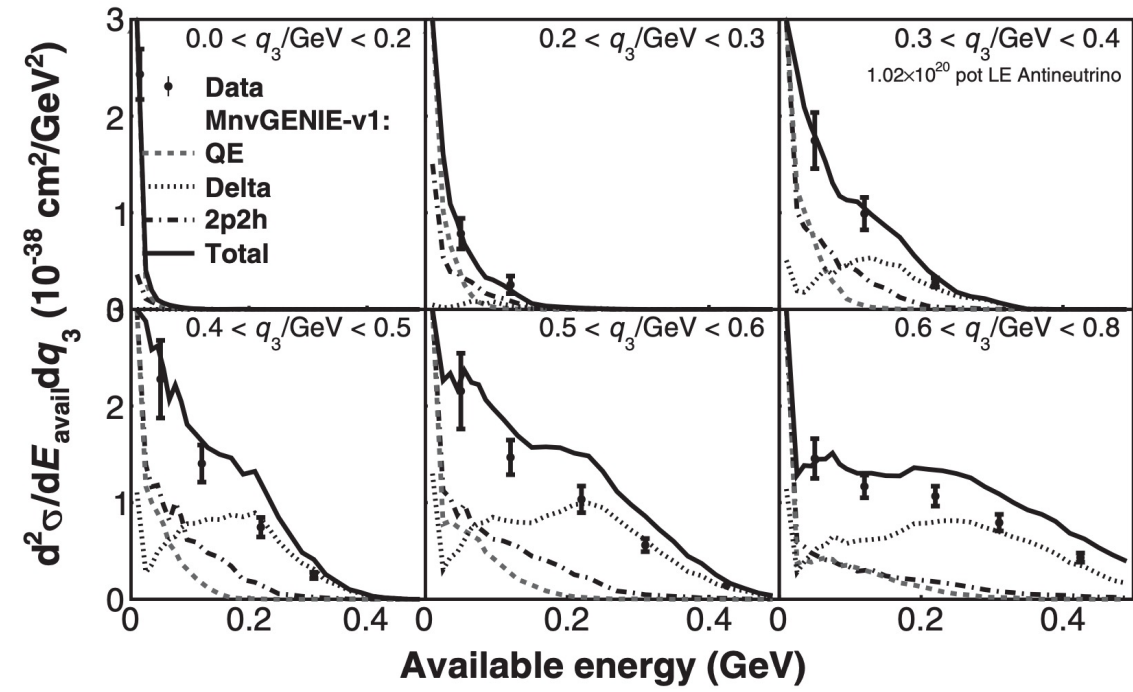 d²σ/dE_avail dq₃ (10⁻³⁸ cm²/GeV²)
3
2
1
0
0.0 < q₃/GeV < 0.2
Data
MnvGENIE-v1:
QE
Delta
2p2h
Total
0.2 < q₃/GeV < 0.3
0.3 < q₃/GeV < 0.4
1.02×10²⁰ pot LE Antineutrino
0.4 < q₃/GeV < 0.5
0.5 < q₃/GeV < 0.6
0.6 < q₃/GeV < 0.8
2
1
0
0 0.2 0.4 0 0.2 0.4 0 0.2 0.4
Available energy (GeV)